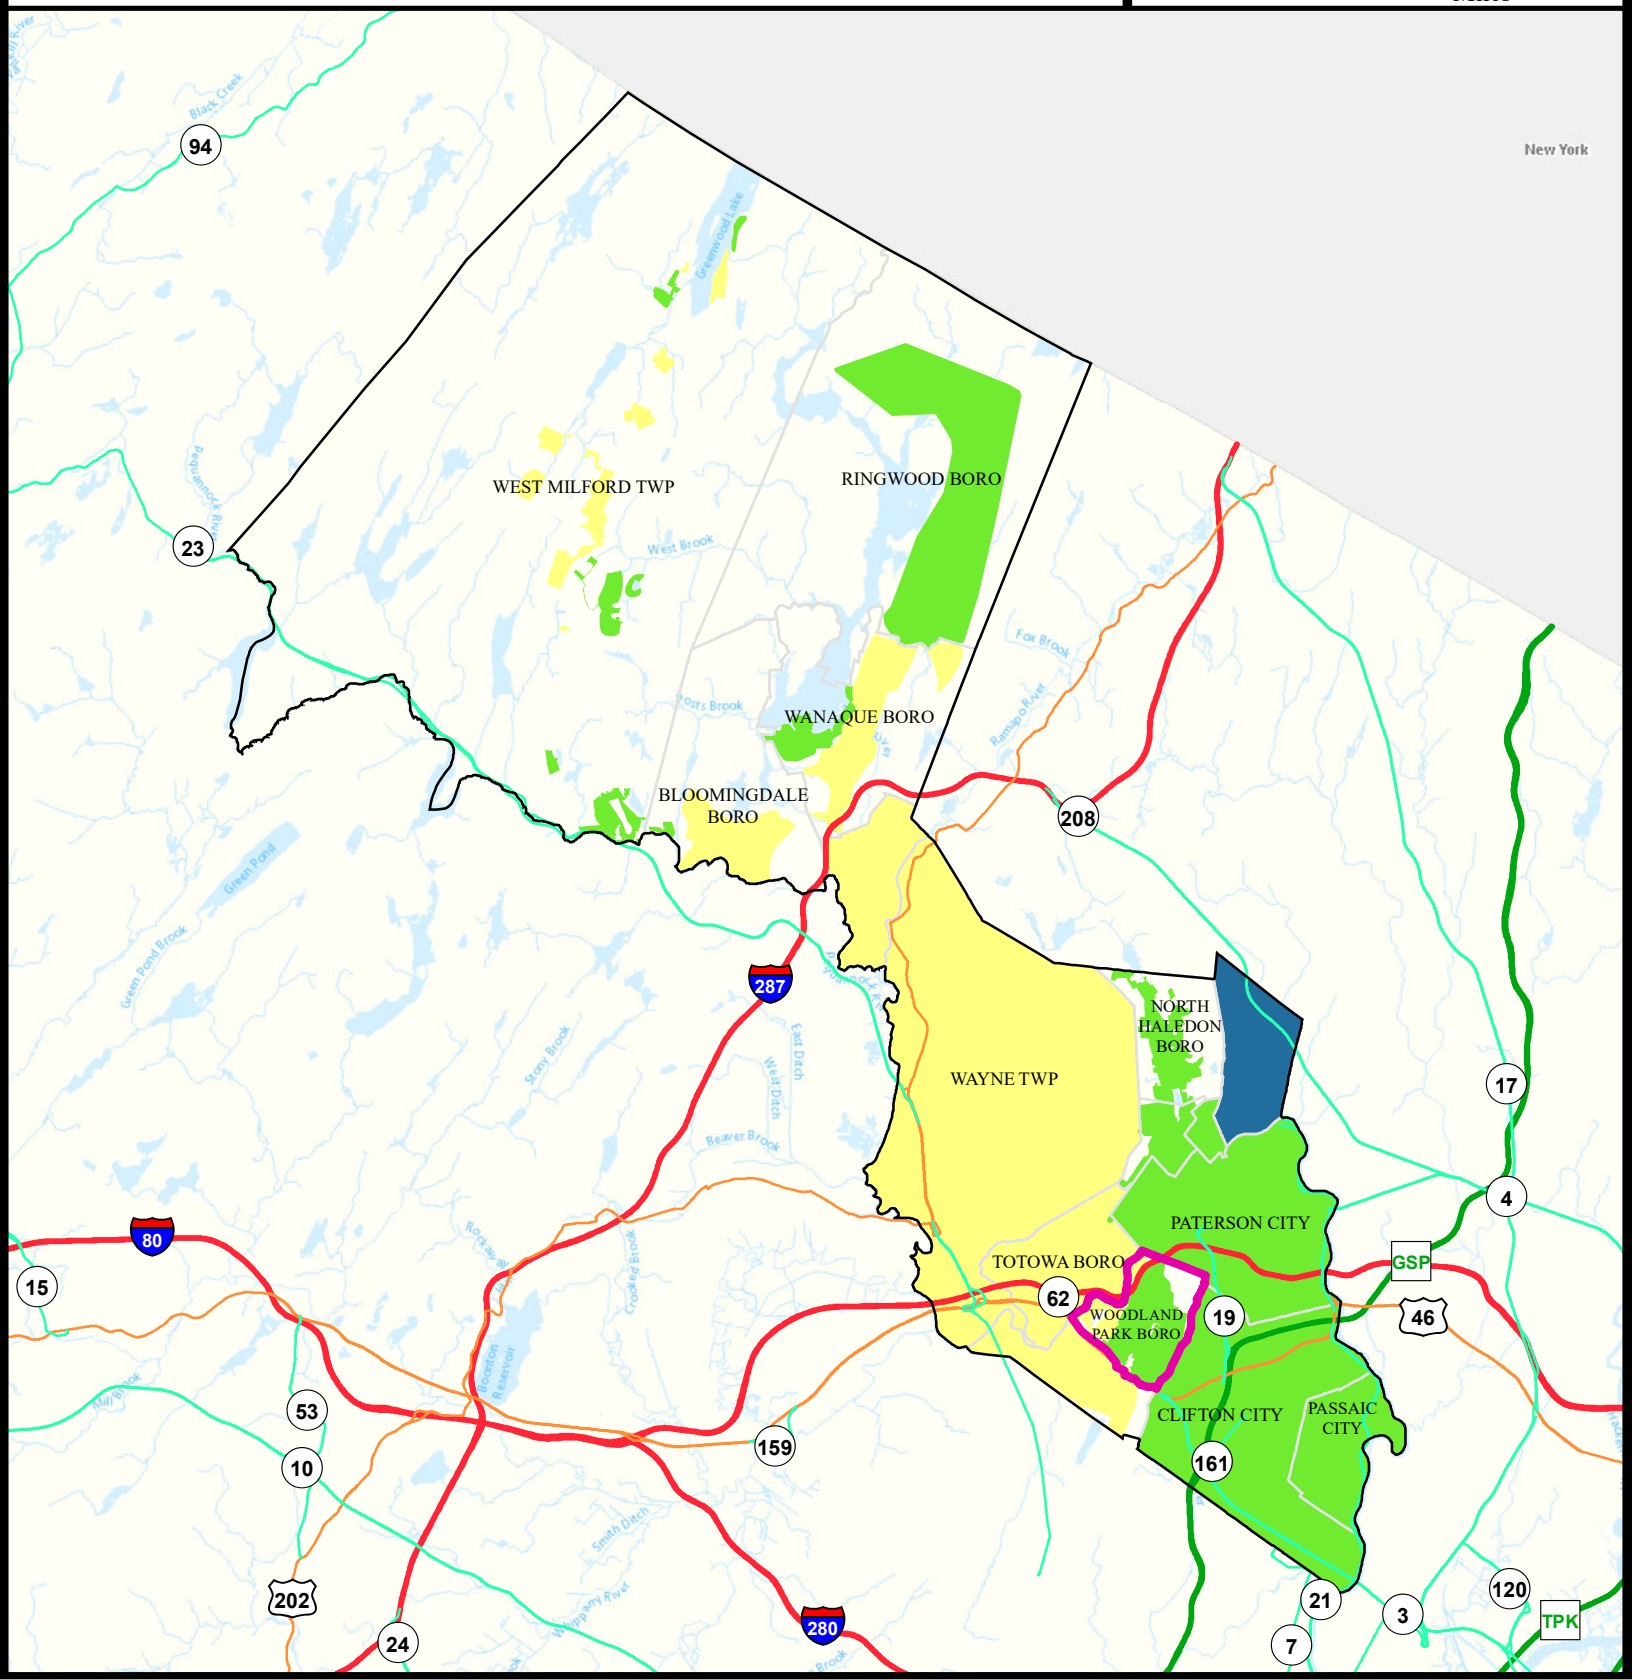 New York
Black Creek
94
Greenwood Lake
Pequannock River
WEST MILFORD TWP
RINGWOOD BORO
23
West Brook
Fox Brook
Ramapo River
WANAQUE BORO
BLOOMINGDALE
BORO
208
Green Pond
Green Pond Brook
287
NORTH
HALEDON
BORO
Stony Brook
East Ditch
West Ditch
WAYNE TWP
17
Beaver Brook
4
PATERSON CITY
80
15
Crooked Brook
TOTOWA BORO
GSP
62
WOODLAND
PARK BORO
19
46
Boonton
Reservoir
Mill Brook
53
CLIFTON CITY
PASSAIC
CITY
159
10
161
Smith Ditch
Whippany River
202
280
24
21
7
3
120
TPK
Brook